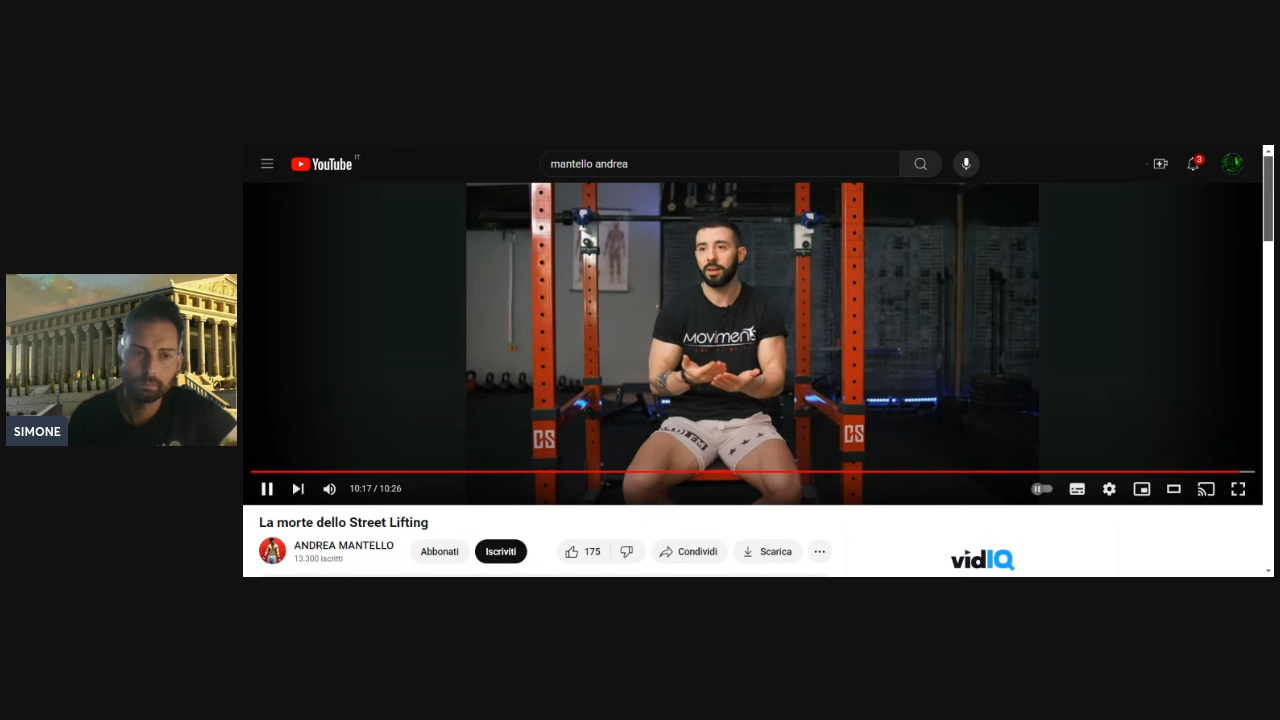 YouTube IT
mantello andrea
3
MOVIMENT
CS
CS
SIMONE
10:17 / 10:26
La morte dello Street Lifting
ANDREA MANTELLO
13.300 iscritti
Abbonati
Iscriviti
175
Condividi
Scarica
vidIQ